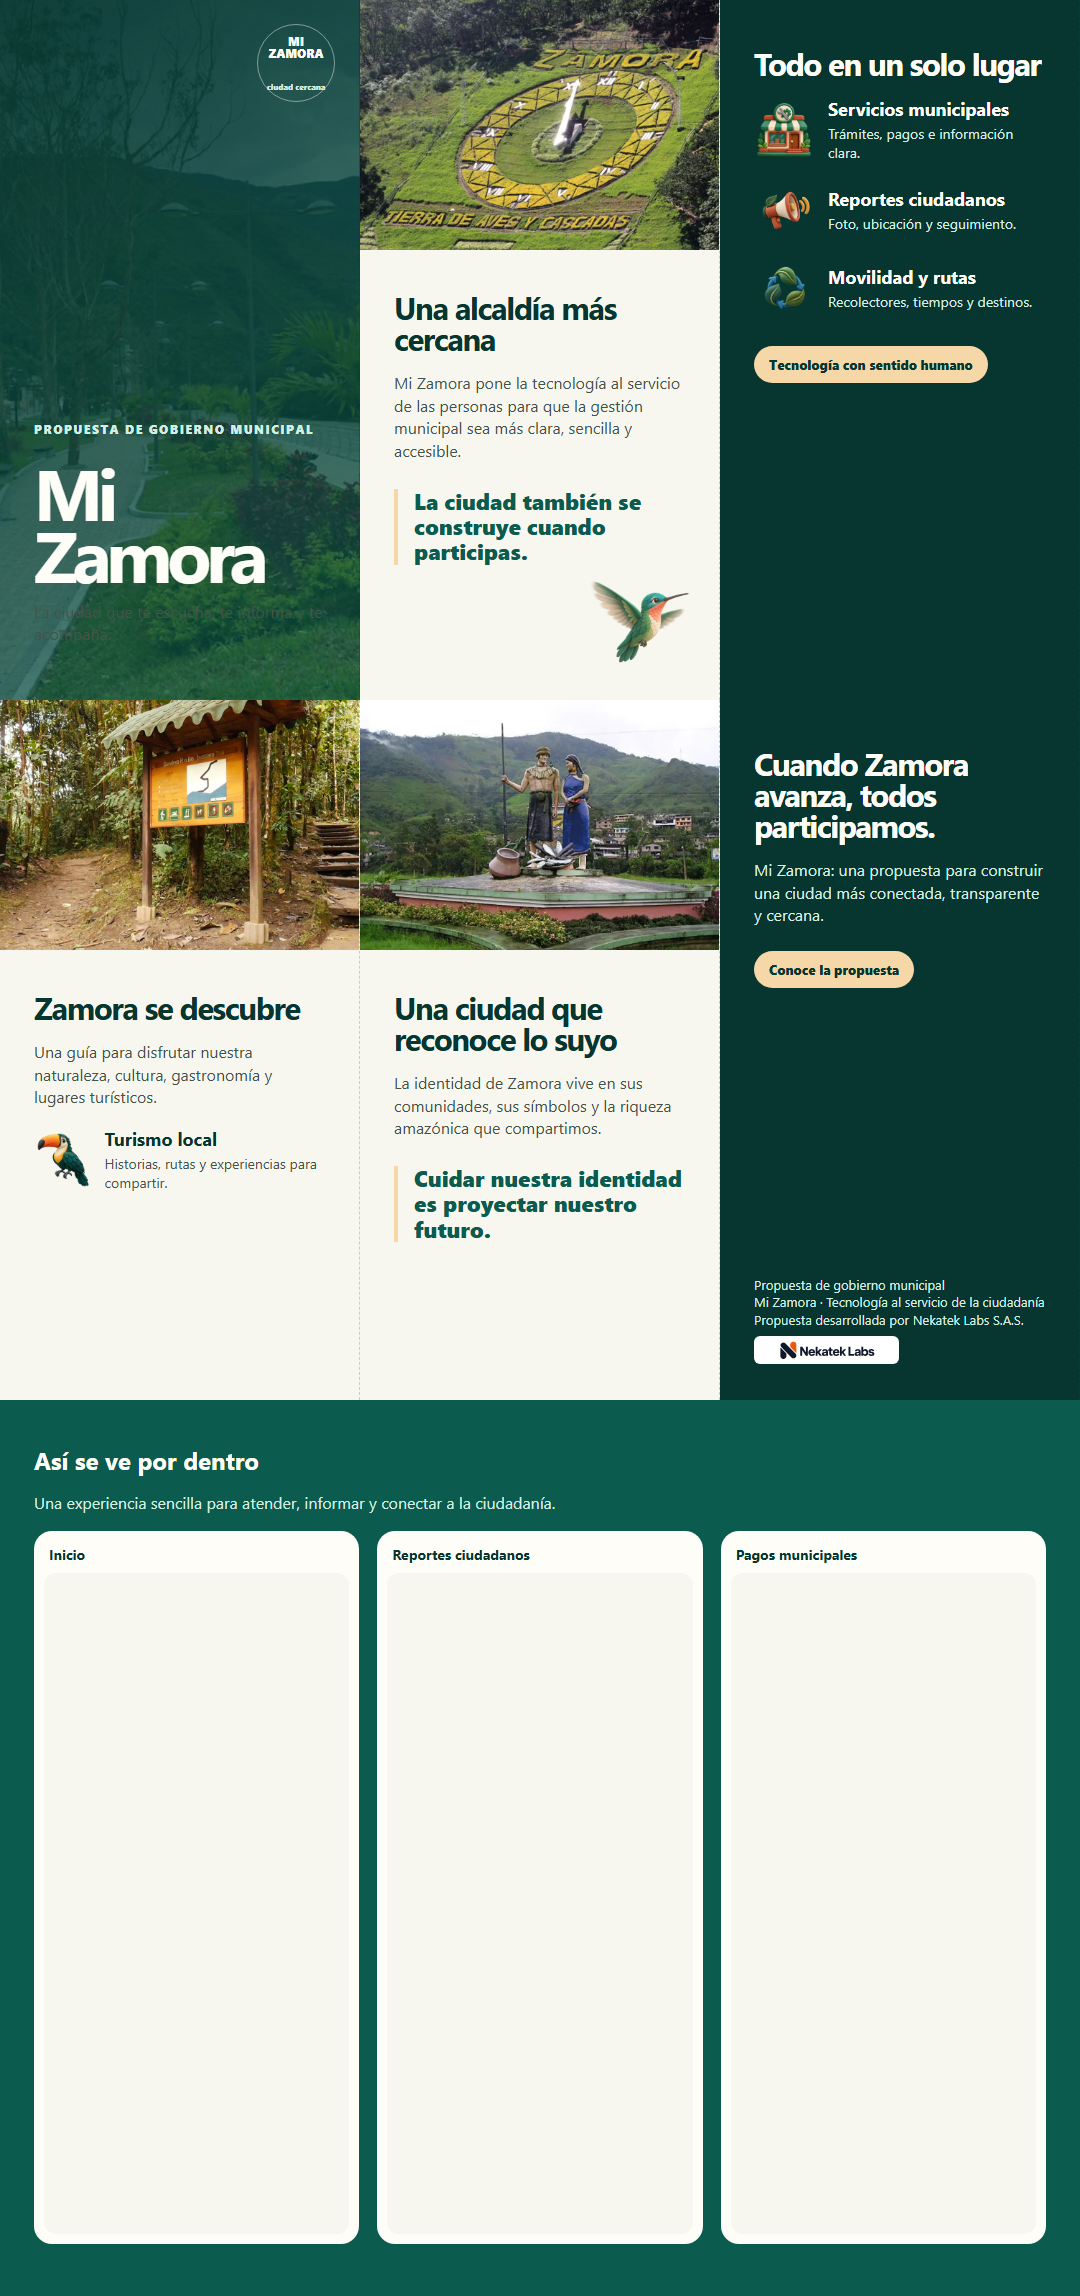 MI
ZAMORA
ciudad cercana
PROPUESTA DE GOBIERNO MUNICIPAL
Mi
Zamora
La ciudad que te escucha, te informa y te
acompaña.
ZAMORA
TIERRA DE AVES Y CASCADAS
Una alcaldía más
cercana
Mi Zamora pone la tecnología al servicio
de las personas para que la gestión
municipal sea más clara, sencilla y
accesible.
La ciudad también se
construye cuando
participas.
Todo en un solo lugar
Servicios municipales
Trámites, pagos e información
clara.
Reportes ciudadanos
Foto, ubicación y seguimiento.
Movilidad y rutas
Recolectores, tiempos y destinos.
Tecnología con sentido humano
Zamora se descubre
Una guía para disfrutar nuestra
naturaleza, cultura, gastronomía y
lugares turísticos.
Turismo local
Historias, rutas y experiencias para
compartir.
Una ciudad que
reconoce lo suyo
La identidad de Zamora vive en sus
comunidades, sus símbolos y la riqueza
amazónica que compartimos.
Cuidar nuestra identidad
es proyectar nuestro
futuro.
Cuando Zamora
avanza, todos
participamos.
Mi Zamora: una propuesta para construir
una ciudad más conectada, transparente
y cercana.
Conoce la propuesta
Propuesta de gobierno municipal
Mi Zamora · Tecnología al servicio de la ciudadanía
Propuesta desarrollada por Nekatek Labs S.A.S.
Nekatek Labs
Así se ve por dentro
Una experiencia sencilla para atender, informar y conectar a la ciudadanía.
Inicio
Reportes ciudadanos
Pagos municipales